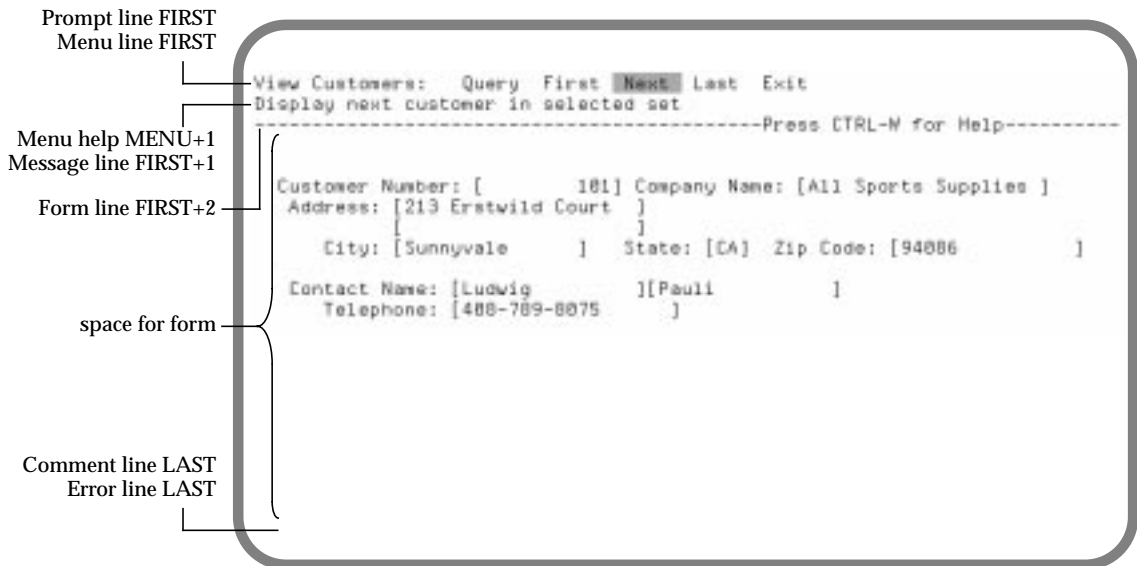 Prompt line FIRST
Menu line FIRST
View Customers: Query First Next Last Exit
Display next customer in selected set
----------------------------------------Press CTRL-W for Help----------
Menu help MENU+1
Message line FIRST+1
Form line FIRST+2
Customer Number: [ 101] Company Name: [All Sports Supplies ]
Address: [213 Erstwild Court ]
[ ]
City: [Sunnyvale ] State: [CA] Zip Code: [94086 ]
Contact Name: [Ludwig ][Pauli ]
Telephone: [408-789-8075 ]
space for form
Comment line LAST
Error line LAST